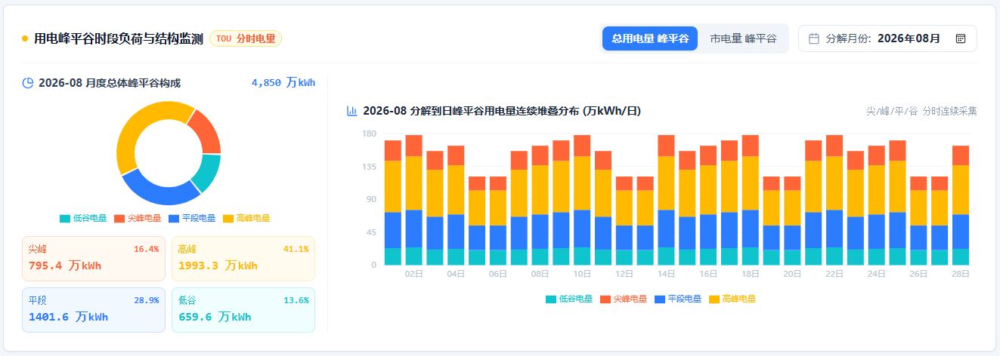 用电峰平谷时段负荷与结构监测 TOU 分时电量 总用电量 峰平谷 市电量 峰平谷 分解月份: 2026年08月
2026-08 月度总体峰平谷构成 4,850 万kWh
低谷电量 尖峰电量 平段电量 高峰电量
尖峰 16.4%
795.4 万kWh
高峰 41.1%
1993.3 万kWh
平段 28.9%
1401.6 万kWh
低谷 13.6%
659.6 万kWh
2026-08 分解到日峰平谷用电量连续堆叠分布 (万kWh/日) 尖/峰/平/谷 分时连续采集
180
135
90
45
0
02日 04日 06日 08日 10日 12日 14日 16日 18日 20日 22日 24日 26日 28日
低谷电量 尖峰电量 平段电量 高峰电量